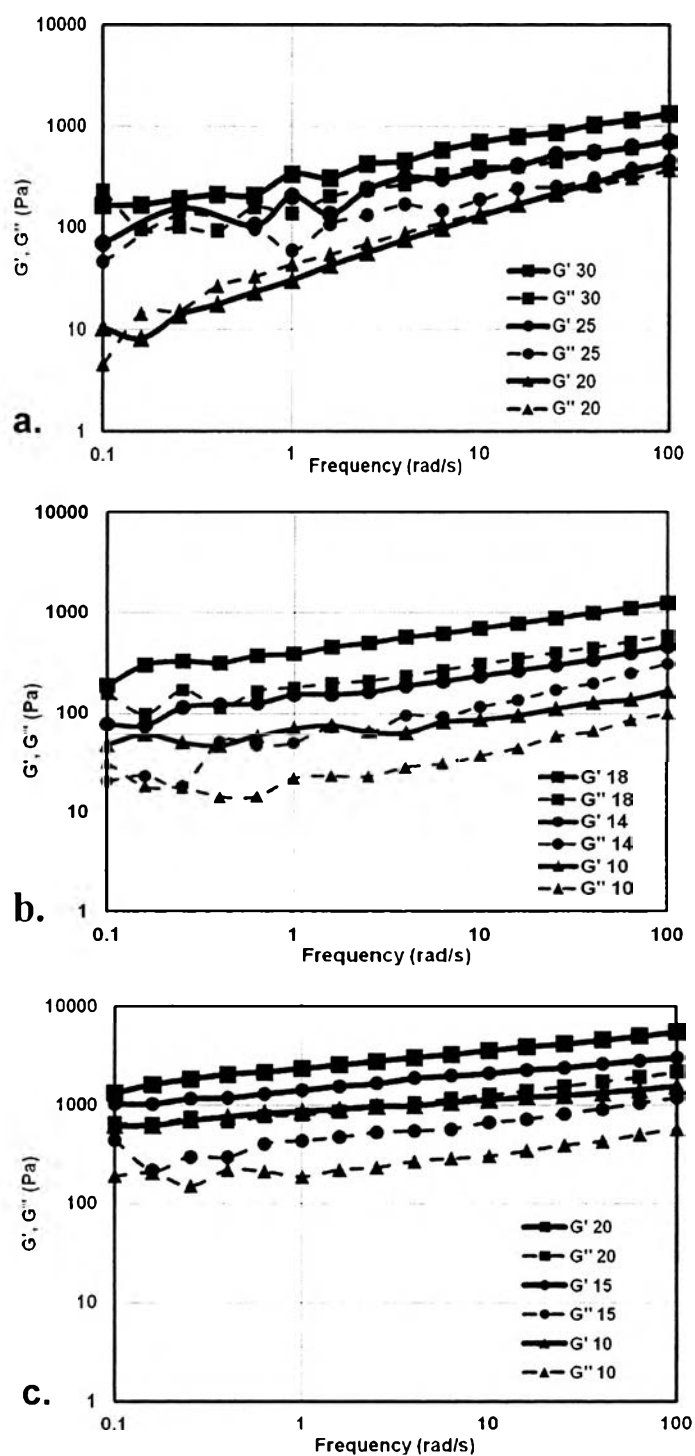 10000
1000
100
10
1
G', G'' (Pa)
G' 30
G'' 30
G' 25
G'' 25
G' 20
G'' 20
a.
0.1 1 10 100
Frequency (rad/s)
10000
1000
100
10
1
G', G''' (Pa)
G' 18
G'' 18
G' 14
G'' 14
G' 10
G'' 10
b.
0.1 1 10 100
Frequency (rad/s)
10000
1000
100
10
1
G', G''' (Pa)
G' 20
G'' 20
G' 15
G'' 15
G' 10
G'' 10
c.
0.1 1 10 100
Frequency (rad/s)